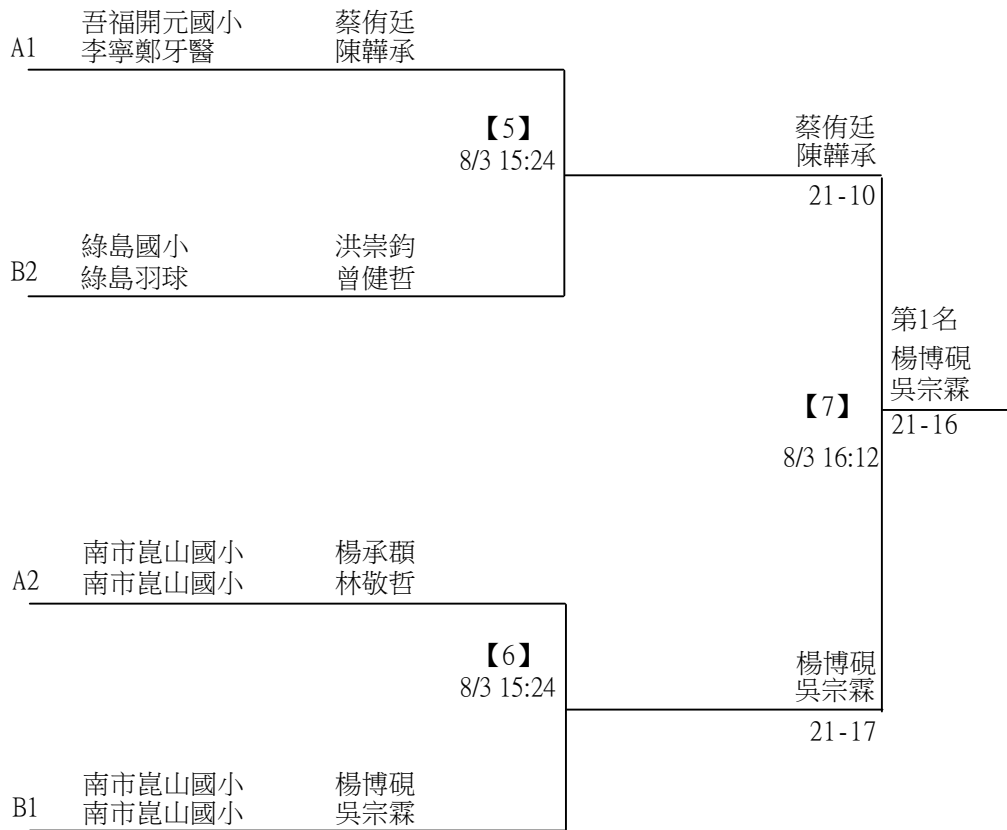 吾福開元國小 蔡侑廷
A1 李寧鄭牙醫 陳韡承
【5】
8/3 15:24
蔡侑廷
陳韡承
21-10
綠島國小 洪崇鈞
B2 綠島羽球 曾健哲
第1名
楊博硯
吳宗霖
21-16
【7】
8/3 16:12
南市崑山國小 楊承頵
A2 南市崑山國小 林敬哲
【6】
8/3 15:24
楊博硯
吳宗霖
21-17
南市崑山國小 楊博硯
B1 南市崑山國小 吳宗霖